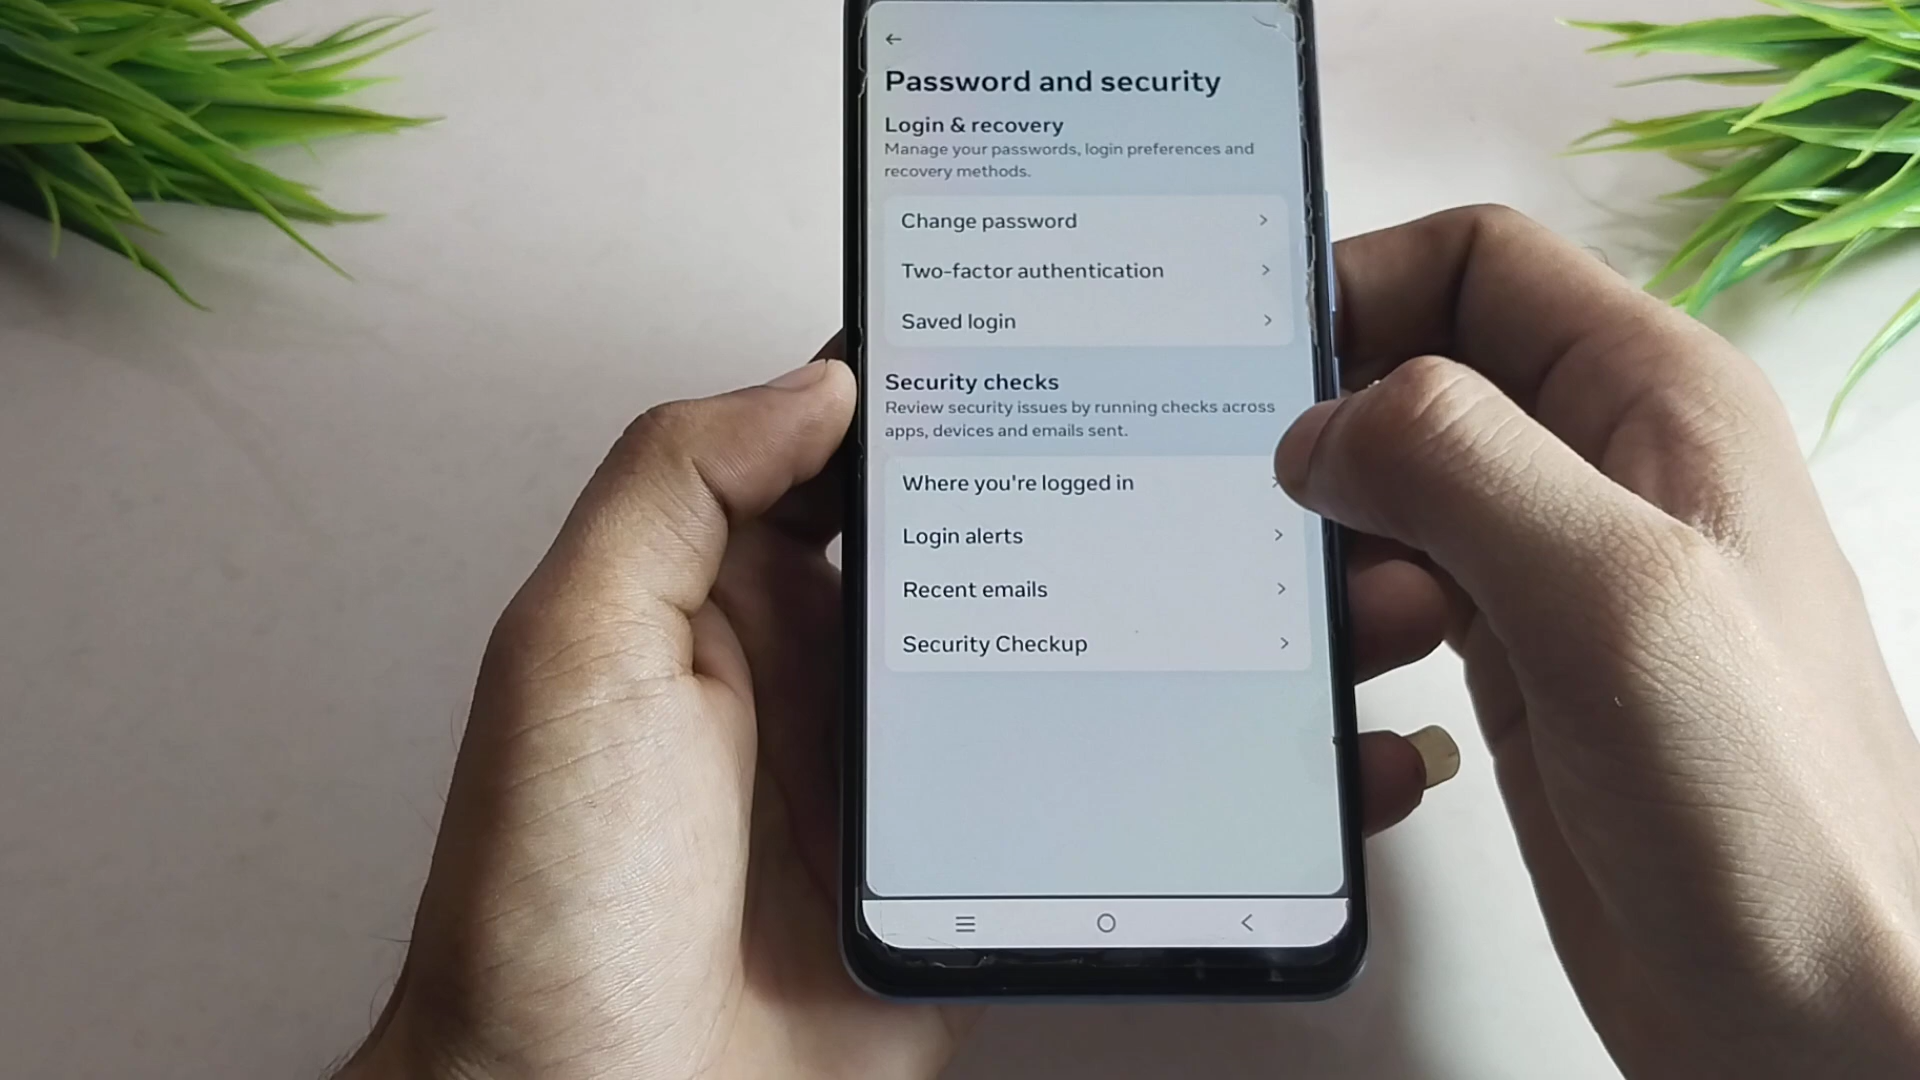 Password and security
Login & recovery
Manage your passwords, login preferences and
recovery methods.
Change password
Two-factor authentication
Saved login
Security checks
Review security issues by running checks across
apps, devices and emails sent.
Where you're logged in
Login alerts
Recent emails
Security Checkup